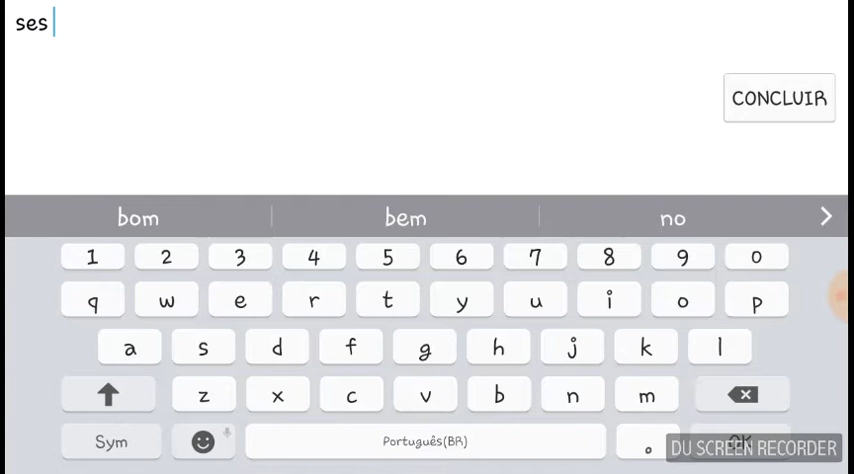 ses
CONCLUIR
bom bem no
1 2 3 4 5 6 7 8 9 0
q w e r t y u i o p
a s d f g h j k l
z x c v b n m
Sym Português(BR) . OK
DU SCREEN RECORDER